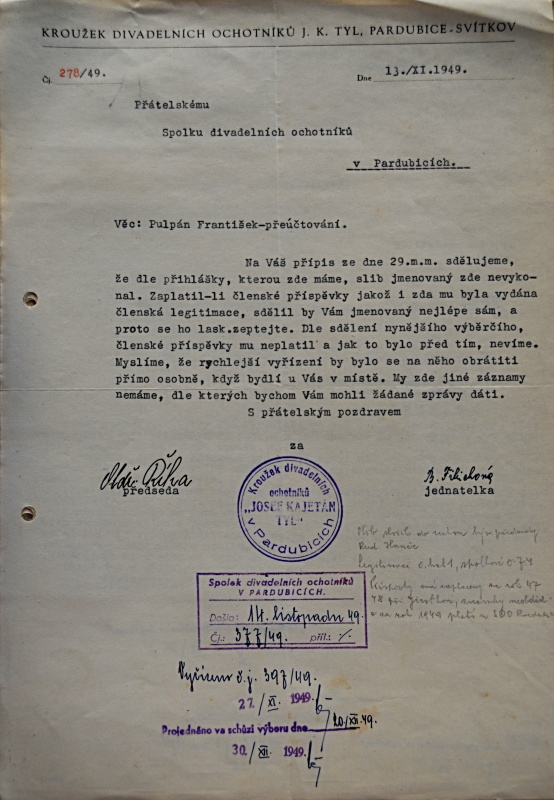 KROUŽEK DIVADELNÍCH OCHOTNÍKŮ J. K. TYL, PARDUBICE-SVÍTKOV
Čj. 278/49.
Dne 13./XI.1949.
Přátelskému
Spolku divadelních ochotníků
v Pardubicích.
Věc: Pulpán František-přeúčtování.
Na Váš přípis ze dne 29.m.m. sdělujeme,
že dle přihlášky, kterou zde máme, slib jmenovaný zde nevyko-
nal. Zaplatil-li členské příspěvky jakož i zda mu byla vydána
členská legitimace, sdělil by Vám jmenovaný nejlépe sám, a
proto se ho lask.zeptejte. Dle sdělení nynějšího výběrčího,
členské příspěvky mu neplatil a jak to bylo před tím, nevíme.
Myslíme, že rychlejší vyřízení by bylo se na něho obrátiti
přímo osobně, když bydlí u Vás v místě. My zde jiné záznamy
nemáme, dle kterých bychom Vám mohli žádané zprávy dáti.
S přátelským pozdravem
za
předseda
jednatelka
Kroužek divadelních
ochotníků
„JOSEF KAJETÁN
TYL"
v Pardubicích
Spolek divadelních ochotníků
V PARDUBICÍCH.
Došlo: 14. listopadu 49.
Čj.: 377/49. příl.: /.
Vyřízeno č.j. 397/49.
27./XI. 1949.
Projednáno ve schůzi výboru dne 20/XII.49.
30./XII. 1949.